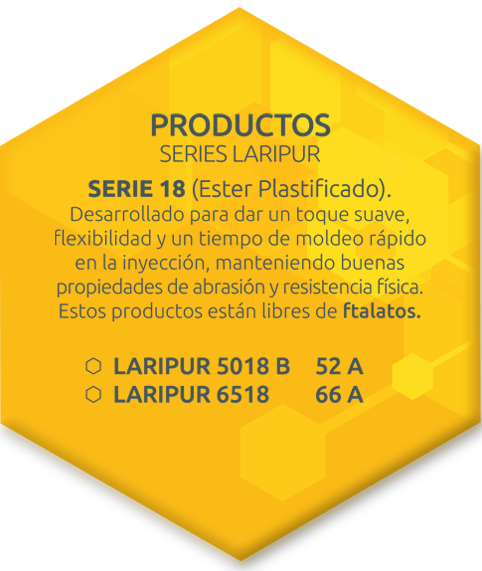 PRODUCTOS
SERIES LARIPUR
SERIE 18 (Ester Plastificado).
Desarrollado para dar un toque suave,
flexibilidad y un tiempo de moldeo rápido
en la inyección, manteniendo buenas
propiedades de abrasión y resistencia física.
Estos productos están libres de ftalatos.
LARIPUR 5018 B 52 A
LARIPUR 6518 66 A